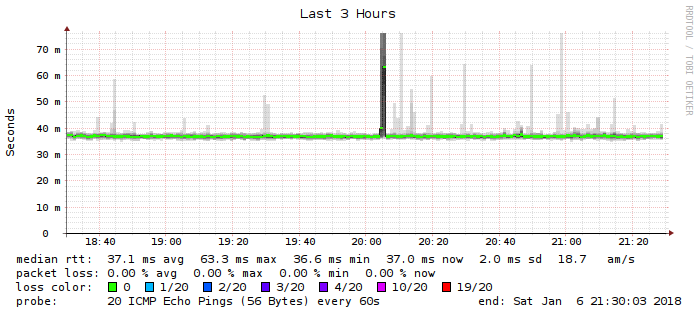 Last 3 Hours
RRDTOOL / TOBI OETIKER
Seconds
70 m
60 m
50 m
40 m
30 m
20 m
10 m
0
18:40 19:00 19:20 19:40 20:00 20:20 20:40 21:00 21:20
median rtt: 37.1 ms avg 63.3 ms max 36.6 ms min 37.0 ms now 2.0 ms sd 18.7 am/s
packet loss: 0.00 % avg 0.00 % max 0.00 % min 0.00 % now
loss color: 0 1/20 2/20 3/20 4/20 10/20 19/20
probe: 20 ICMP Echo Pings (56 Bytes) every 60s end: Sat Jan 6 21:30:03 2018